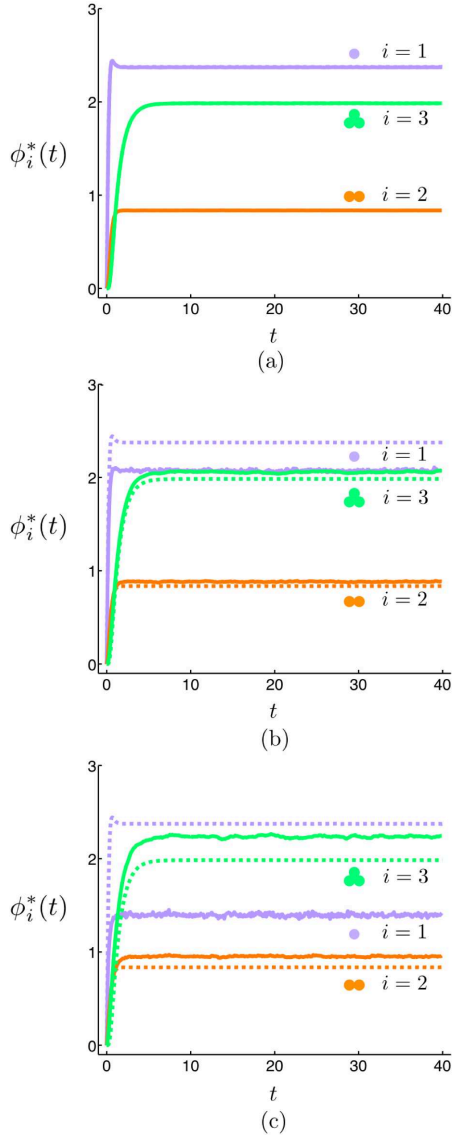 3
i = 1
2
i = 3
ϕ*ᵢ(t)
1
i = 2
0
0 10 20 30 40
t
(a)
3
i = 1
2
i = 3
ϕ*ᵢ(t)
1
i = 2
0
0 10 20 30 40
t
(b)
3
2
i = 3
ϕ*ᵢ(t)
i = 1
1
i = 2
0
0 10 20 30 40
t
(c)